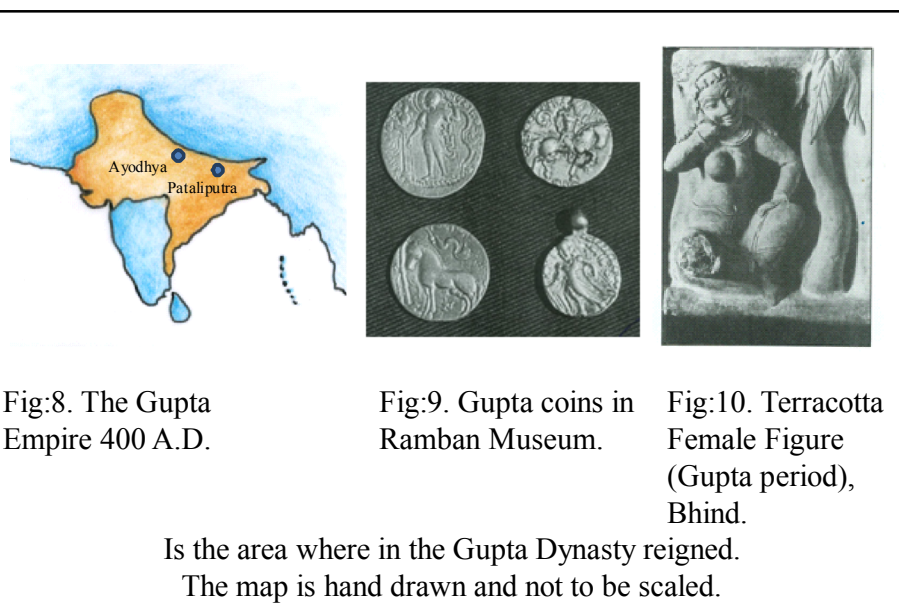 Ayodhya
Pataliputra
Fig:8. The Gupta
Empire 400 A.D.
Fig:9. Gupta coins in
Ramban Museum.
Fig:10. Terracotta
Female Figure
(Gupta period),
Bhind.
Is the area where in the Gupta Dynasty reigned.
The map is hand drawn and not to be scaled.